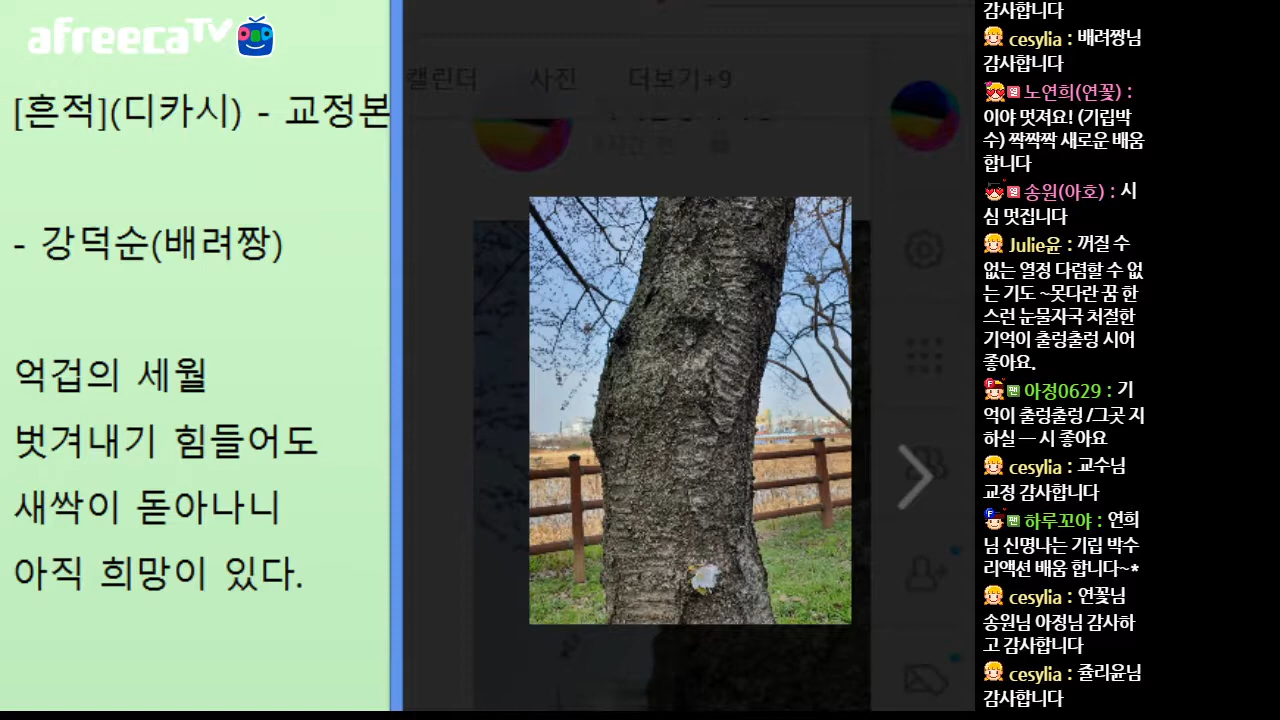 afreecaTV
[흔적](디카시) - 교정본
- 강덕순(배려짱)
억겁의 세월
벗겨내기 힘들어도
새싹이 돋아나니
아직 희망이 있다.
캘린더
사진
더보기+9
감사합니다
cesylia : 배려짱님
감사합니다
열 노연희(연꽃) :
이야 멋져요! (기립박
수) 짝짝짝 새로운 배움
합니다
열 송원(아호) : 시
심 멋집니다
Julie윤 : 꺼질 수
없는 열정 다렴할 수 없
는 기도 ~못다란 꿈 한
스런 눈물자국 처절한
기억이 출렁출렁 시어
좋아요.
팬 아정0629 : 기
억이 출렁출렁 /그곳 지
하실 ㅡ 시 좋아요
cesylia : 교수님
교정 감사합니다
팬 하루꼬야 : 연희
님 신명나는 기립 박수
리액션 배움 합니다~*
cesylia : 연꽃님
송원님 아정님 감사하
고 감사합니다
cesylia : 쥴리윤님
감사합니다